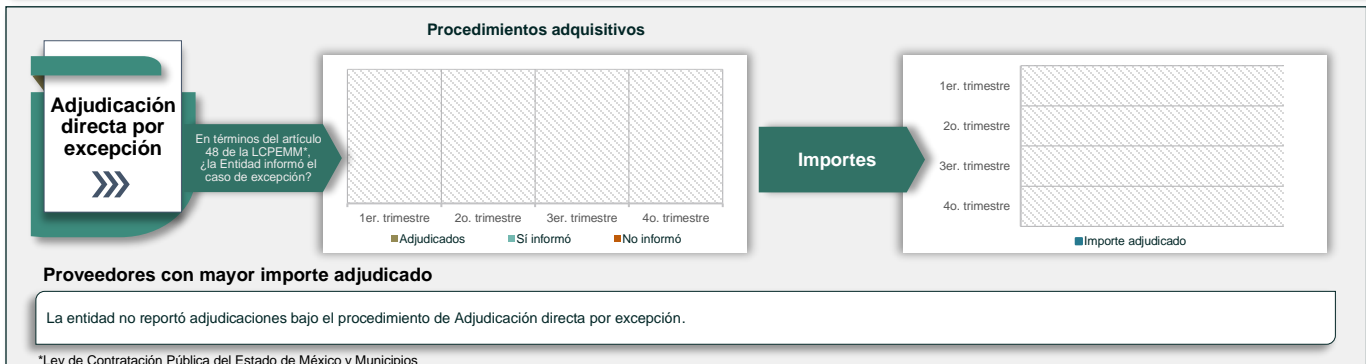 Procedimientos adquisitivos
Adjudicación
directa por
excepción
En términos del artículo
48 de la LCPEMM*,
¿la Entidad informó el
caso de excepción?
1er. trimestre 2o. trimestre 3er. trimestre 4o. trimestre
Adjudicados Sí informó No informó
Importes
1er. trimestre
2o. trimestre
3er. trimestre
4o. trimestre
Importe adjudicado
Proveedores con mayor importe adjudicado
La entidad no reportó adjudicaciones bajo el procedimiento de Adjudicación directa por excepción.
*Ley de Contratación Pública del Estado de México y Municipios